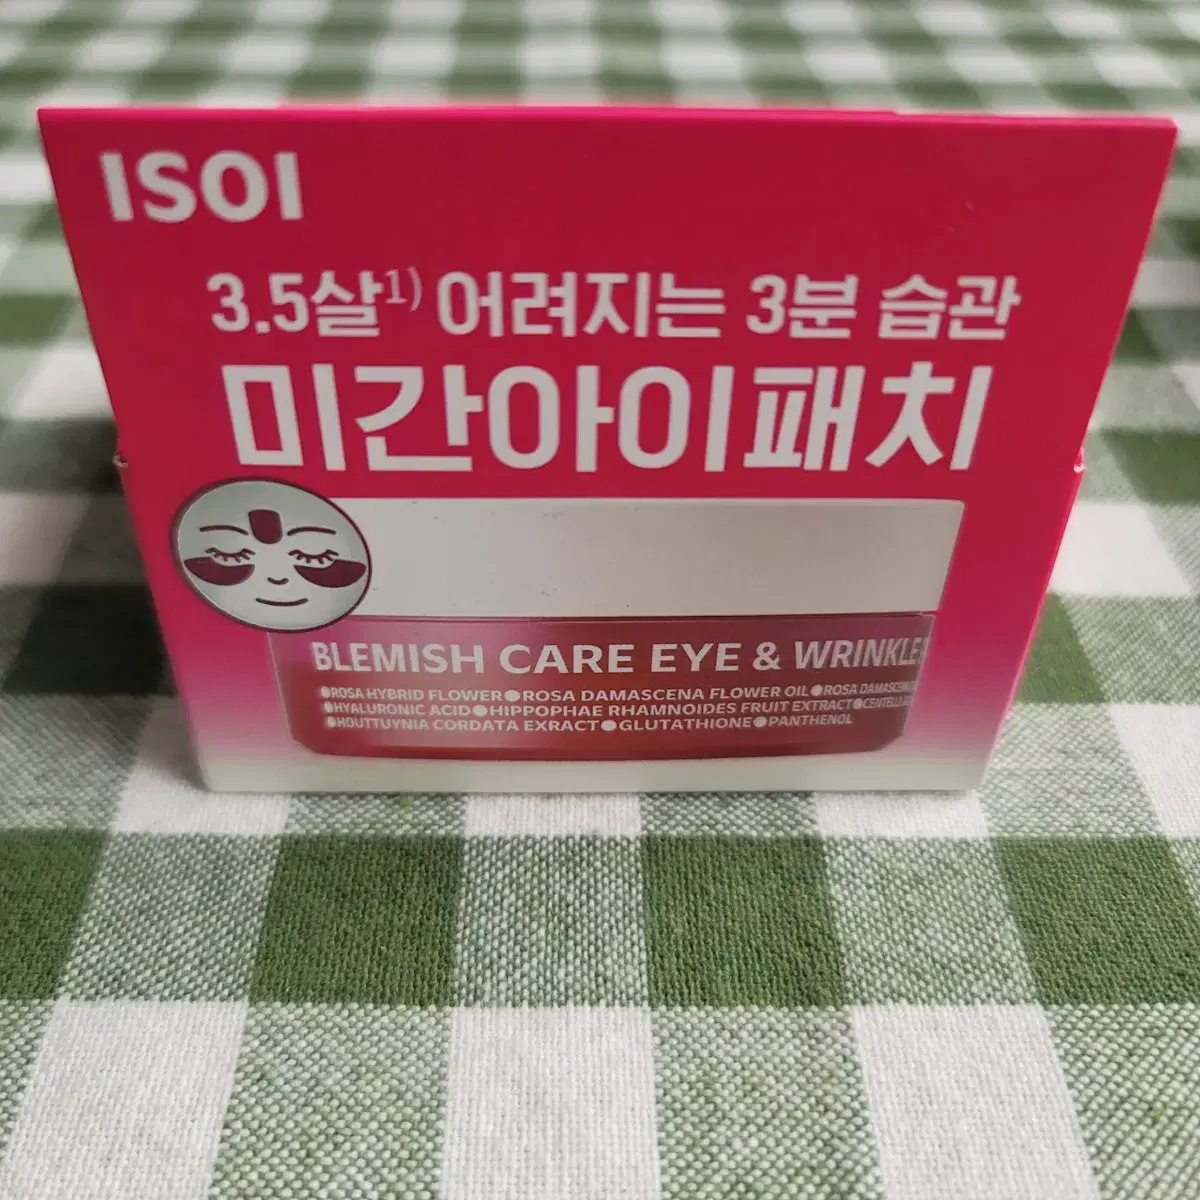 ISOI
3.5살1) 어려지는 3분 습관
미간아이패치
BLEMISH CARE EYE & WRINKLE
●ROSA HYBRID FLOWER●ROSA DAMASCENA FLOWER OIL●ROSA DAMASCENA
●HYALURONIC ACID●HIPPOPHAE RHAMNOIDES FRUIT EXTRACT●CENTELLA
●HOUTTUYNIA CORDATA EXRACT●GLUTATHIONE●PANTHENOL